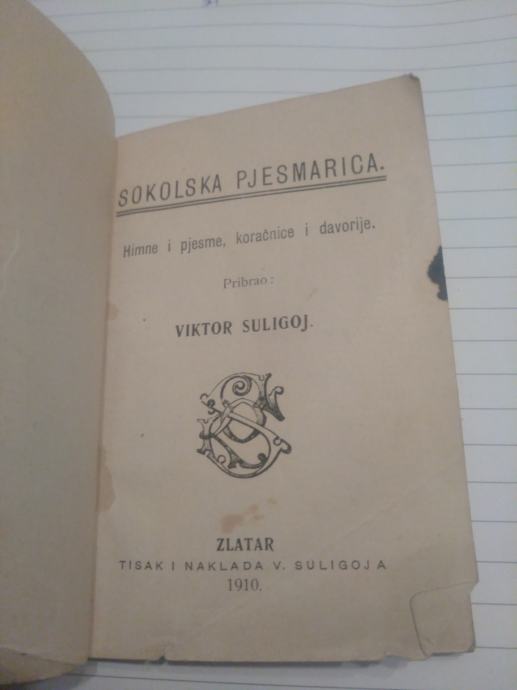 SOKOLSKA PJESMARICA.
Himne i pjesme, koračnice i davorije.
Pribrao:
VIKTOR SULIGOJ.
ZLATAR
TISAK I NAKLADA V. SULIGOJA
1910.